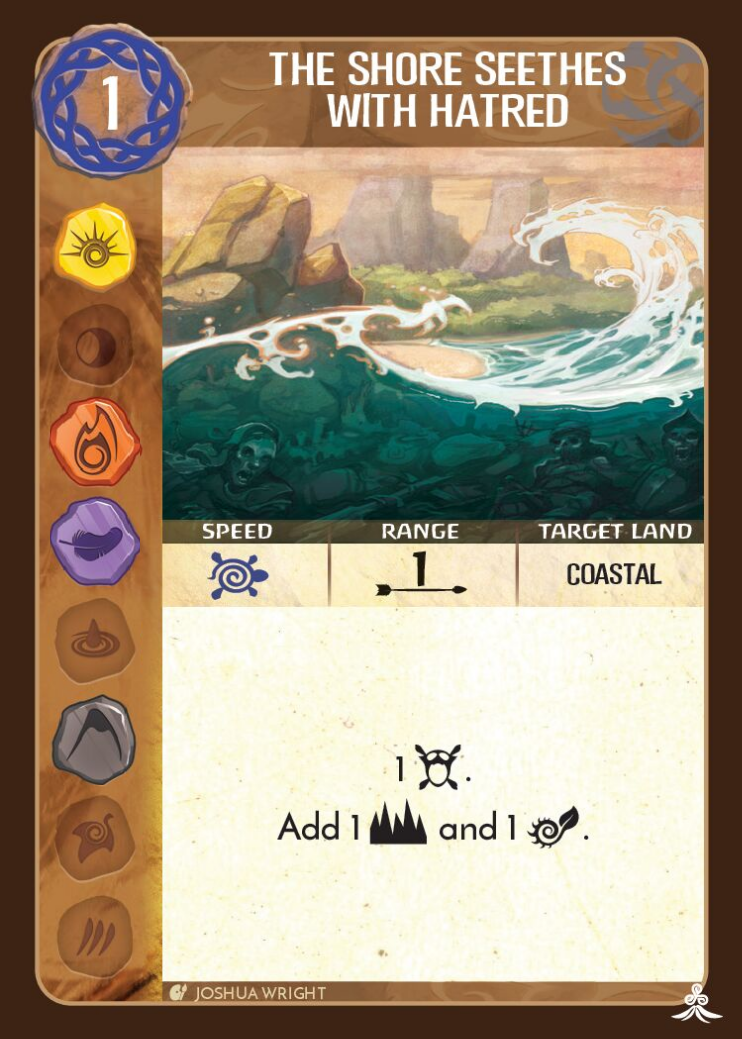 1
THE SHORE SEETHES
WITH HATRED
SPEED RANGE TARGET LAND
1 COASTAL
1 .
Add 1 and 1 .
JOSHUA WRIGHT